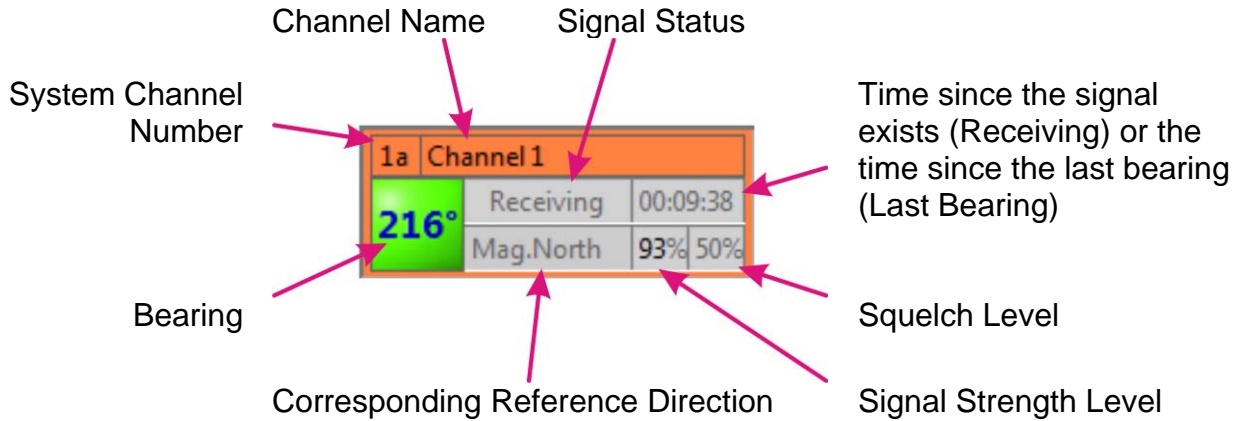 Channel Name
Signal Status
System Channel
Number
Time since the signal
exists (Receiving) or the
time since the last bearing
(Last Bearing)
1a Channel 1
216°
Receiving 00:09:38
Mag.North 93% 50%
Bearing
Squelch Level
Corresponding Reference Direction
Signal Strength Level